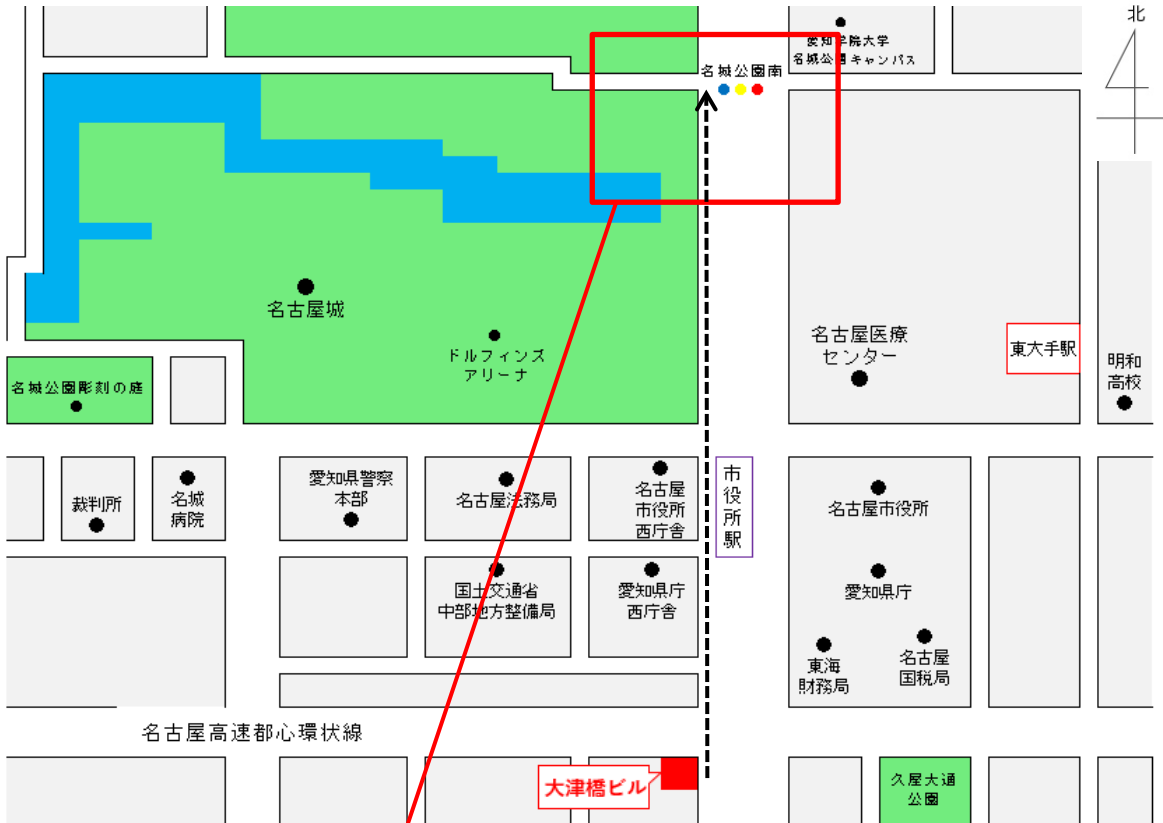 北
愛知学院大学
名城公園キャンパス
名城公園南
名古屋城
ドルフィンズ
アリーナ
名古屋医療
センター
東大手駅
明和
高校
名城公園彫刻の庭
裁判所
名城
病院
愛知県警察
本部
名古屋法務局
名古屋
市役所
西庁舎
市役所駅
名古屋市役所
国土交通省
中部地方整備局
愛知県庁
西庁舎
愛知県庁
東海
財務局
名古屋
国税局
名古屋高速都心環状線
大津橋ビル
久屋大通
公園